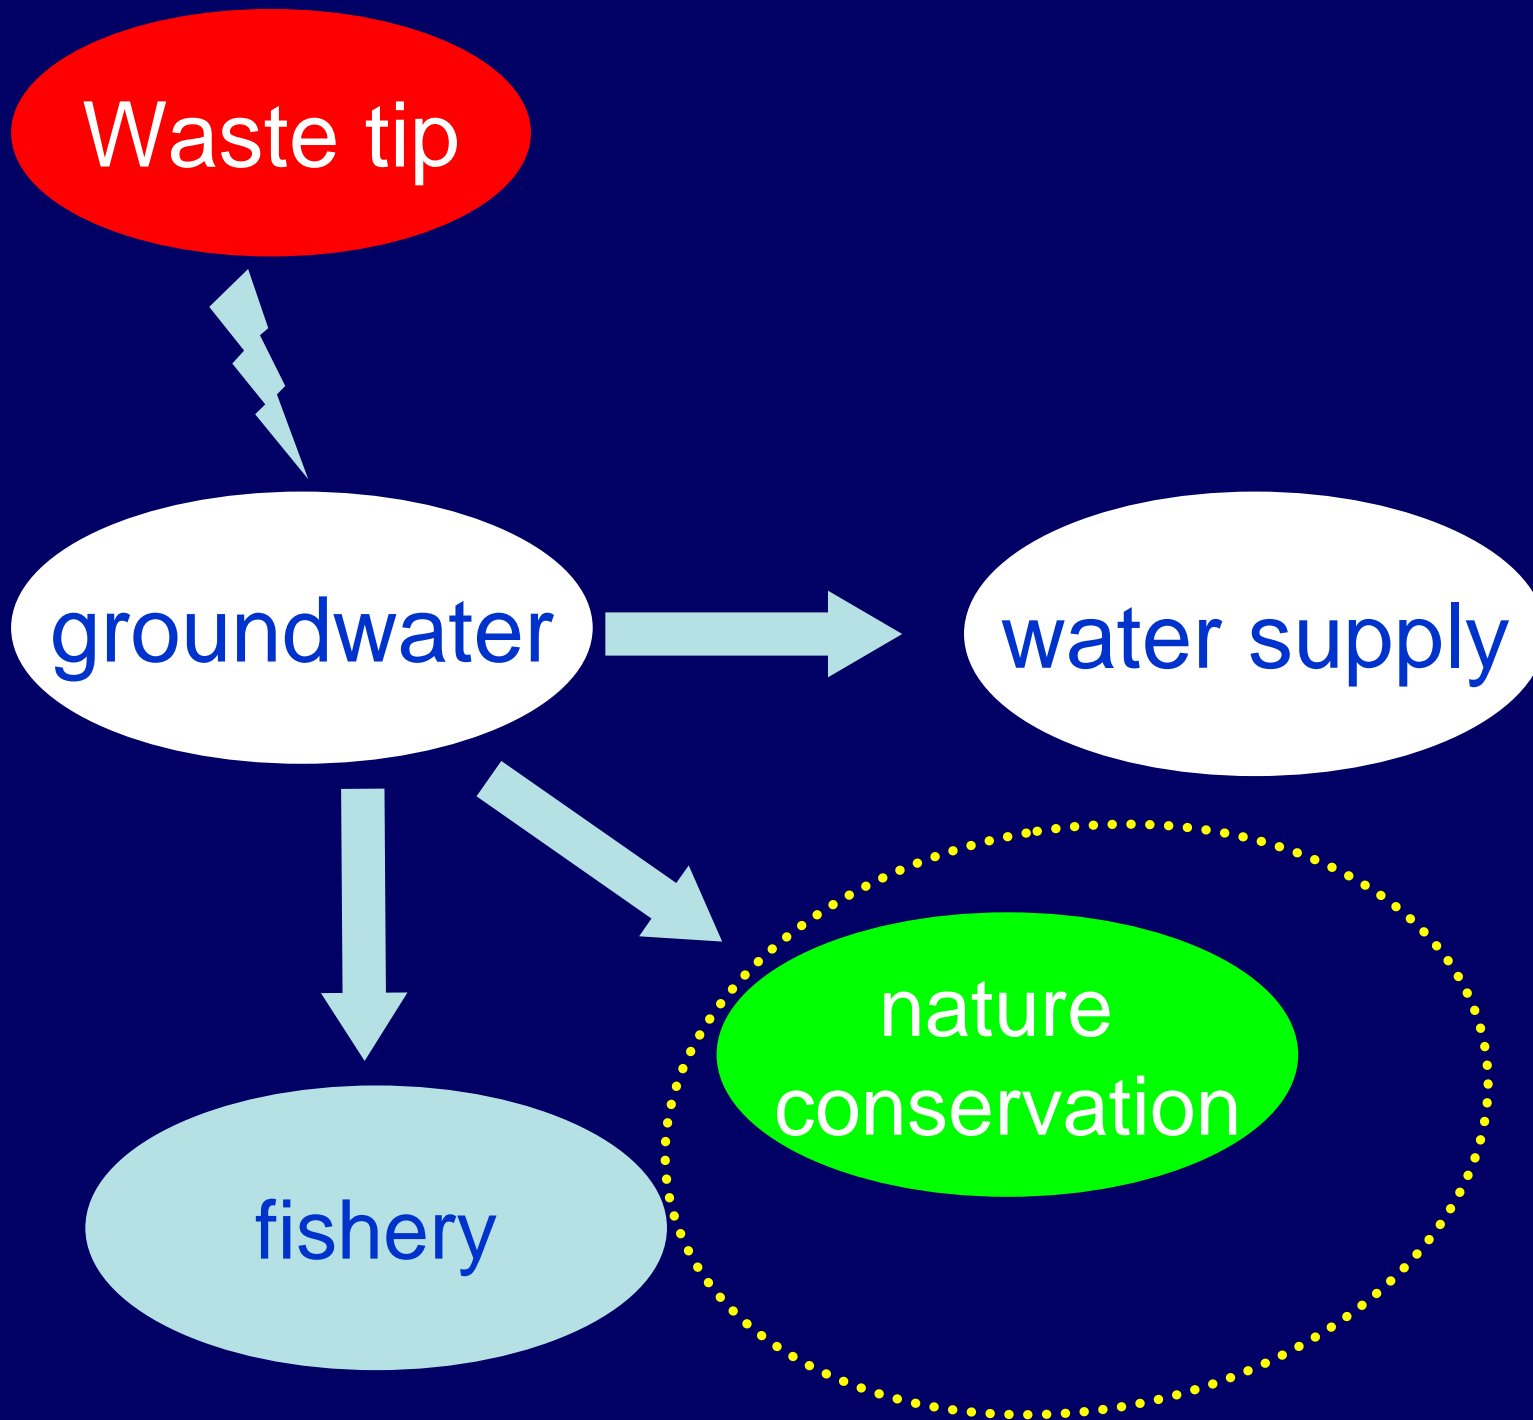 Waste tip
groundwater
water supply
nature
conservation
fishery